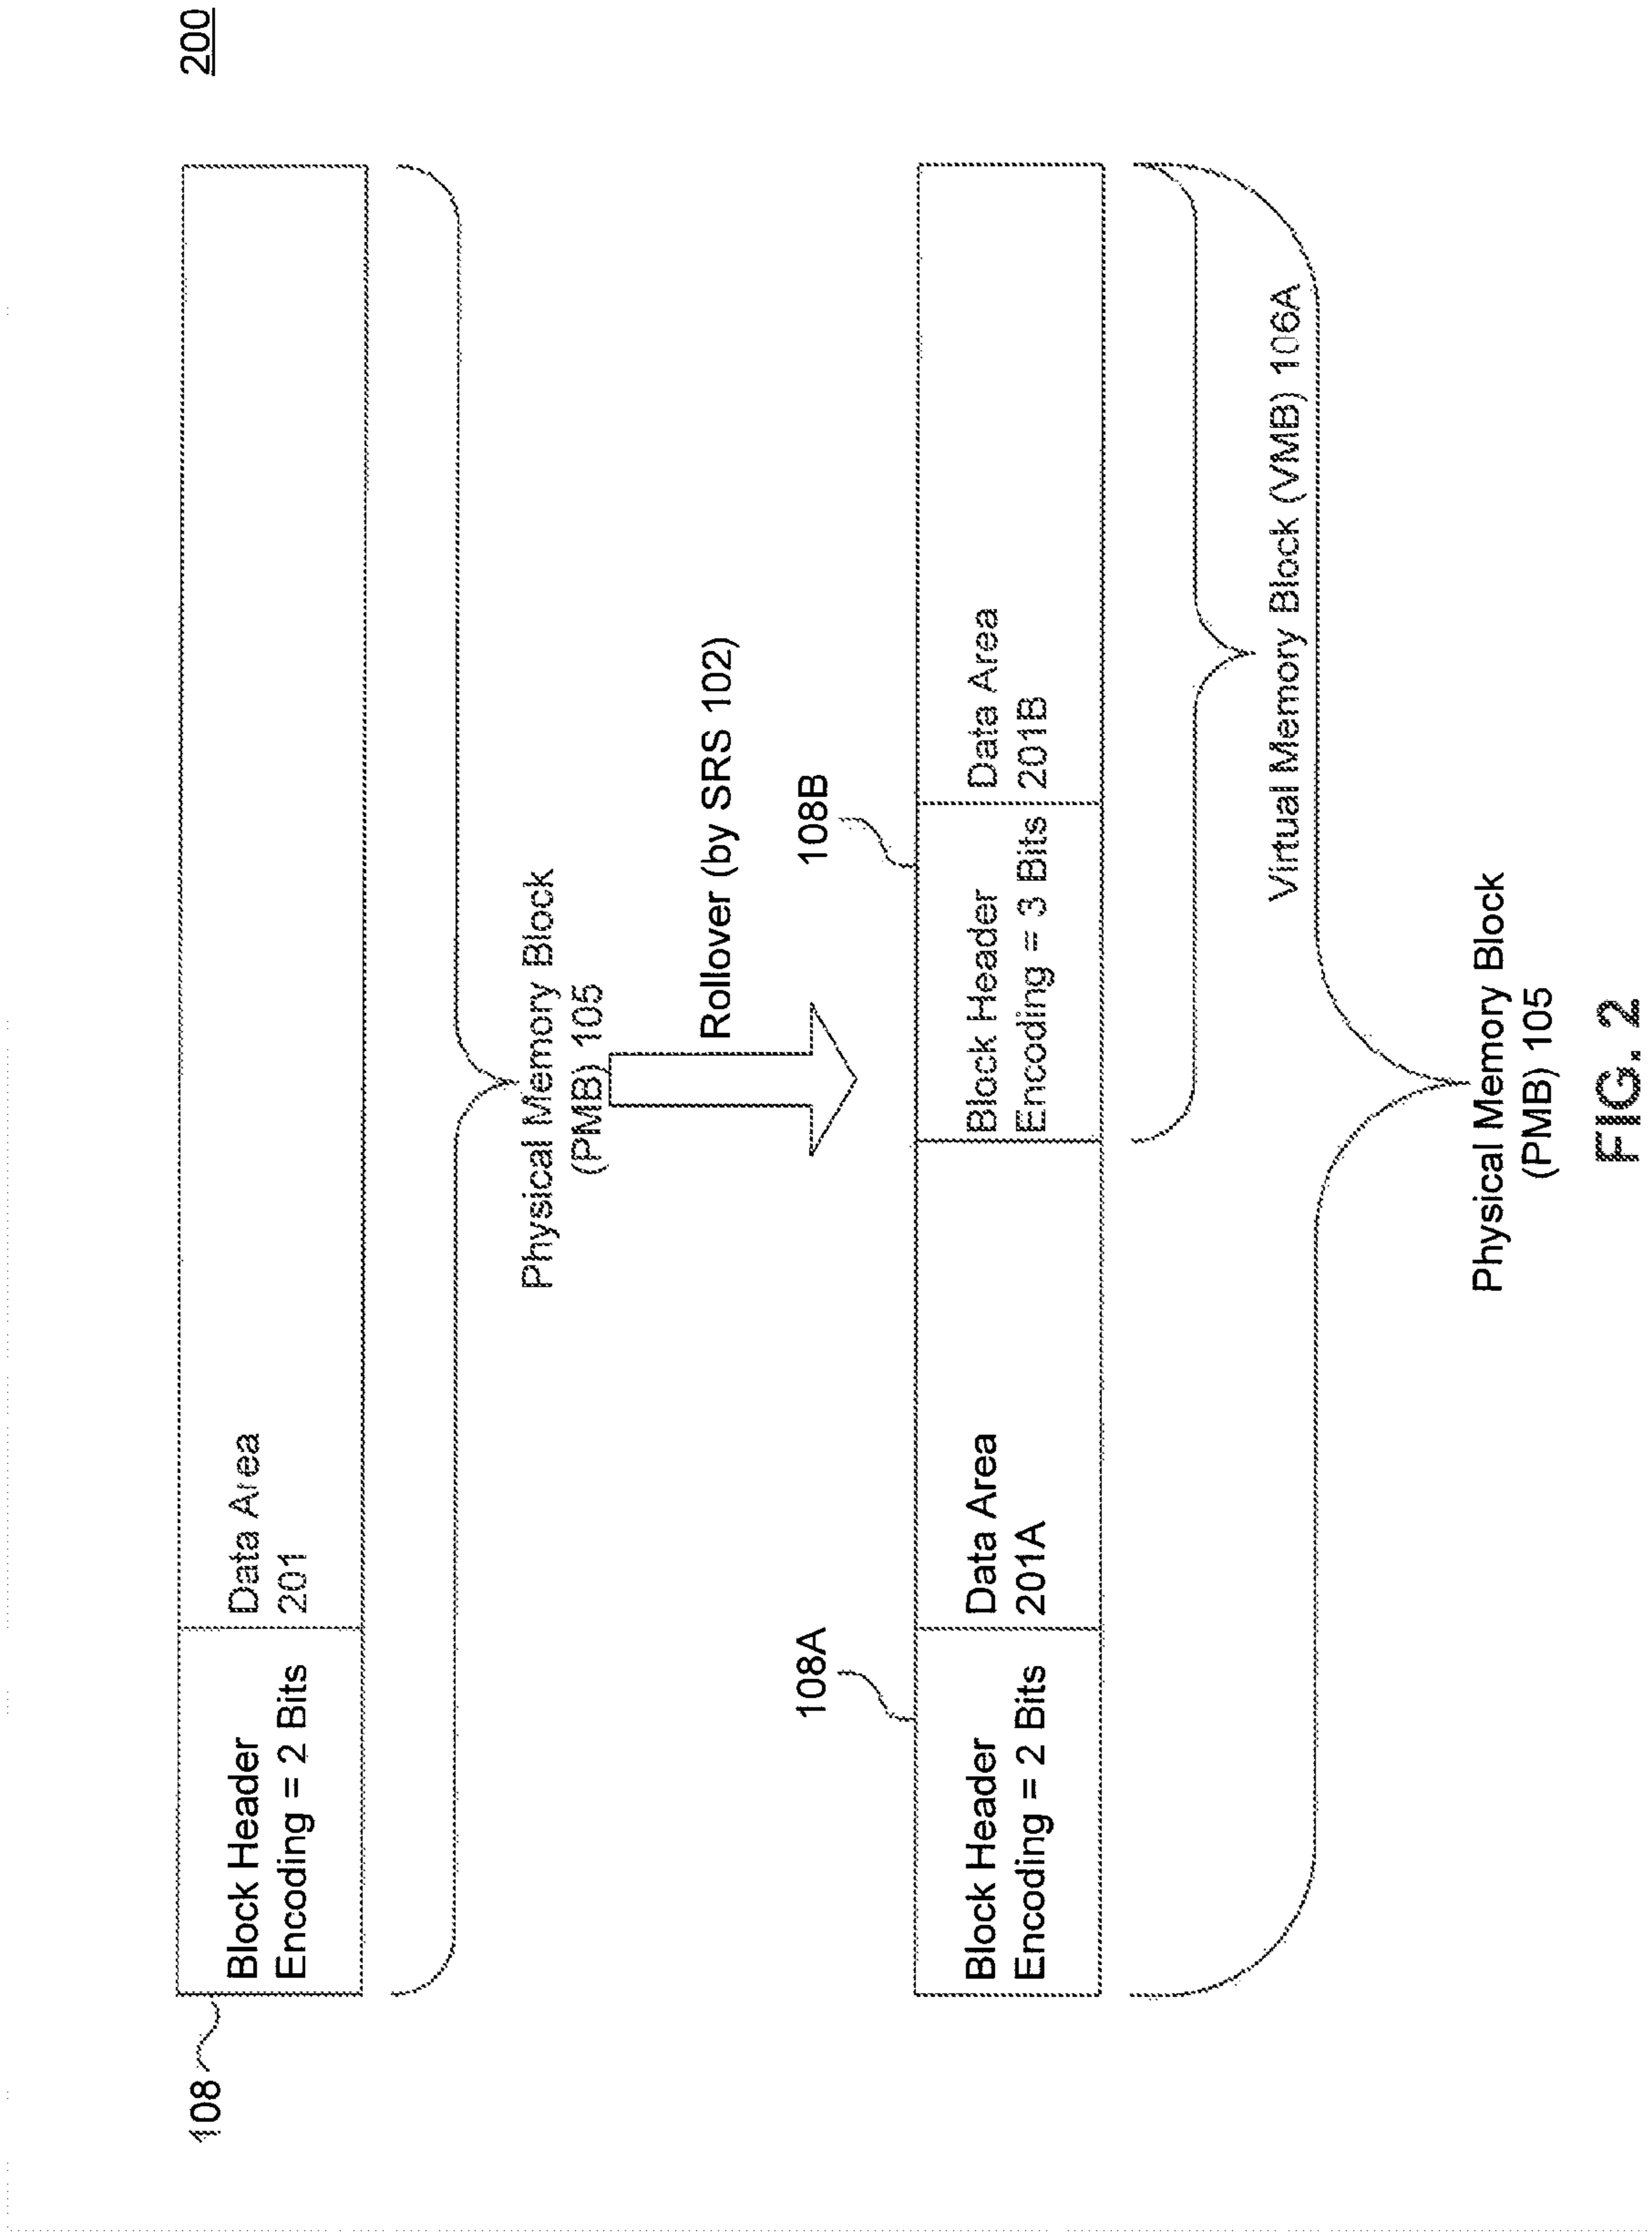 200
108
Block Header
Encoding = 2 Bits
Data Area
201
Physical Memory Block
(PMB) 105
Rollover (by SRS 102)
108A
108B
Block Header
Encoding = 2 Bits
Data Area
201A
Block Header
Encoding = 3 Bits
Data Area
201B
Virtual Memory Block (VMB) 106A
Physical Memory Block
(PMB) 105
FIG. 2